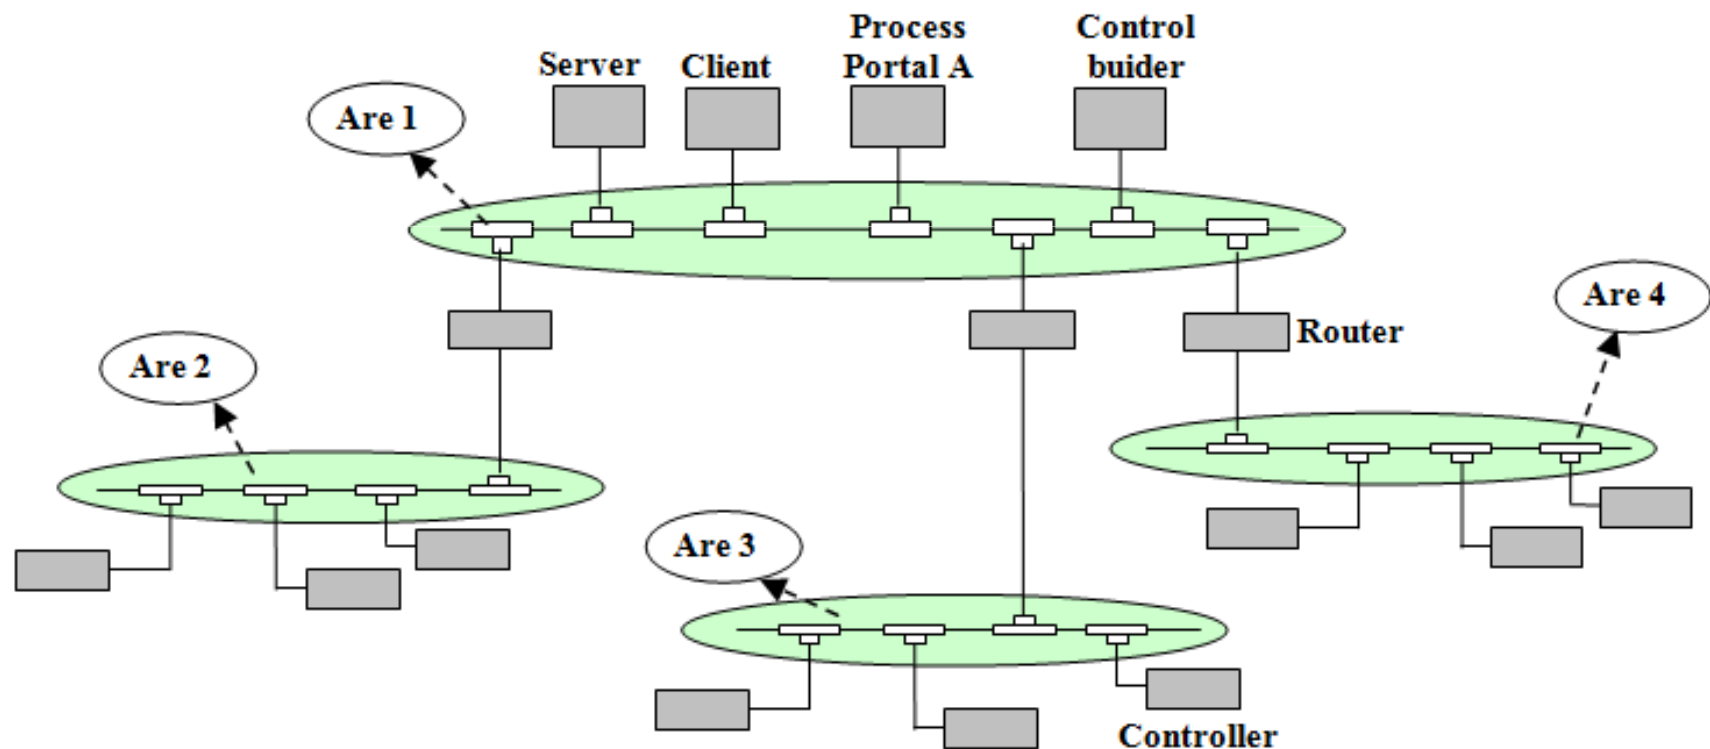 Process
Portal A
Control
buider
Server
Client
Are 1
Are 4
Router
Are 2
Are 3
Controller